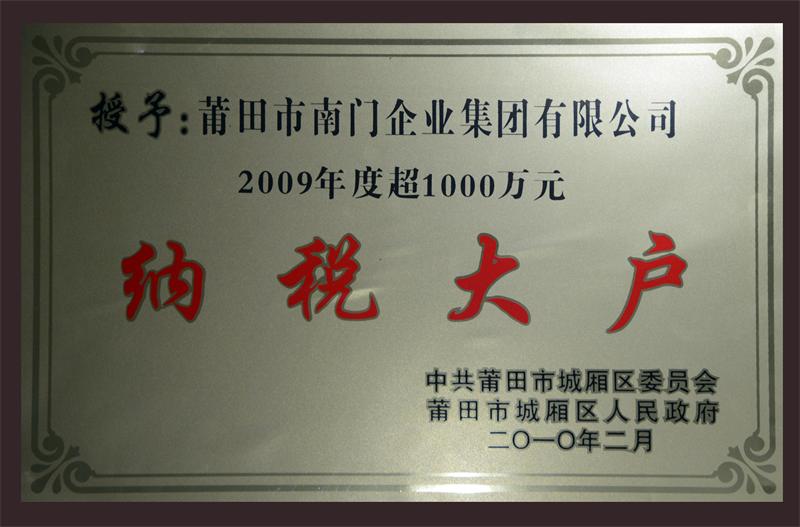 授予:莆田市南门企业集团有限公司
2009年度超1000万元
纳税大户
中共莆田市城厢区委员会
莆田市城厢区人民政府
二〇一〇年二月